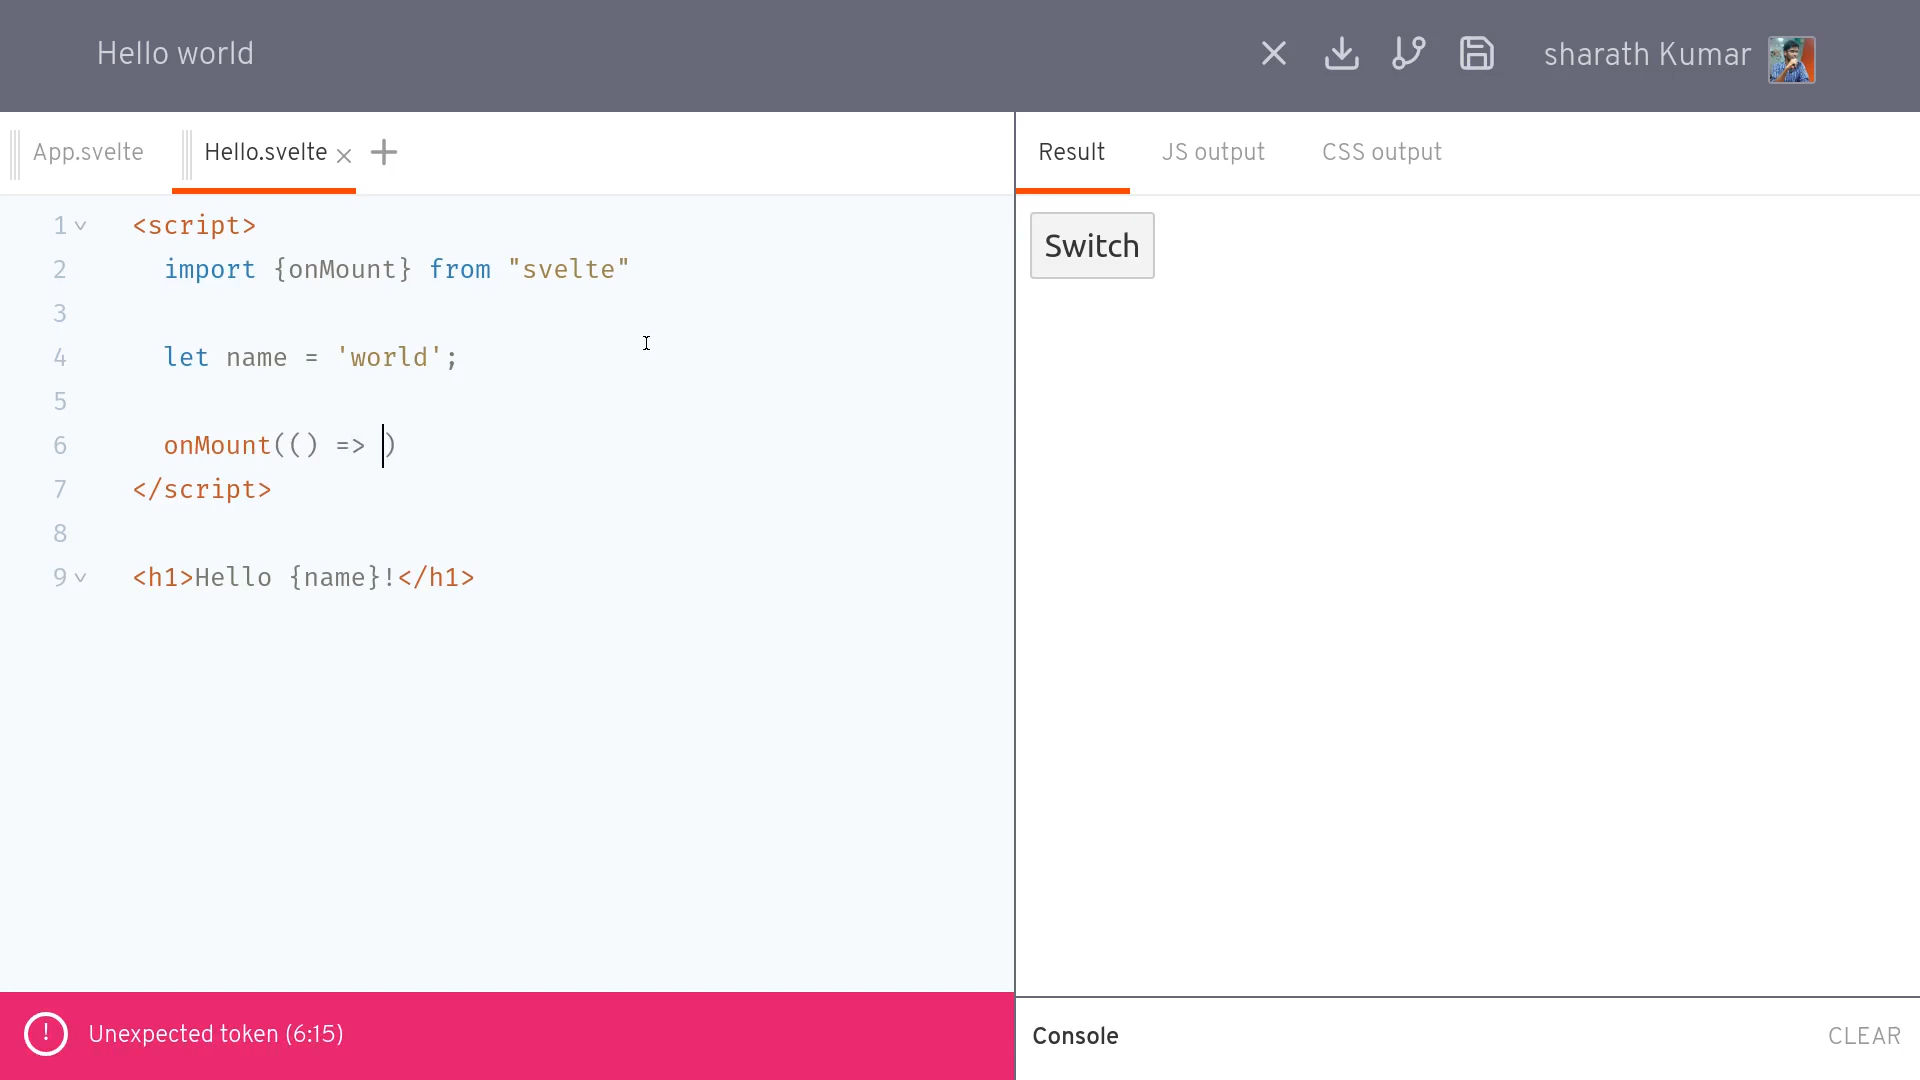 Hello world
sharath Kumar
App.svelte
Hello.svelte
Result
JS output
CSS output
1 <script>
2 import {onMount} from "svelte"
3
4 let name = 'world';
5
6 onMount(() => )
7 </script>
8
9 <h1>Hello {name}!</h1>
Switch
! Unexpected token (6:15)
Console
CLEAR